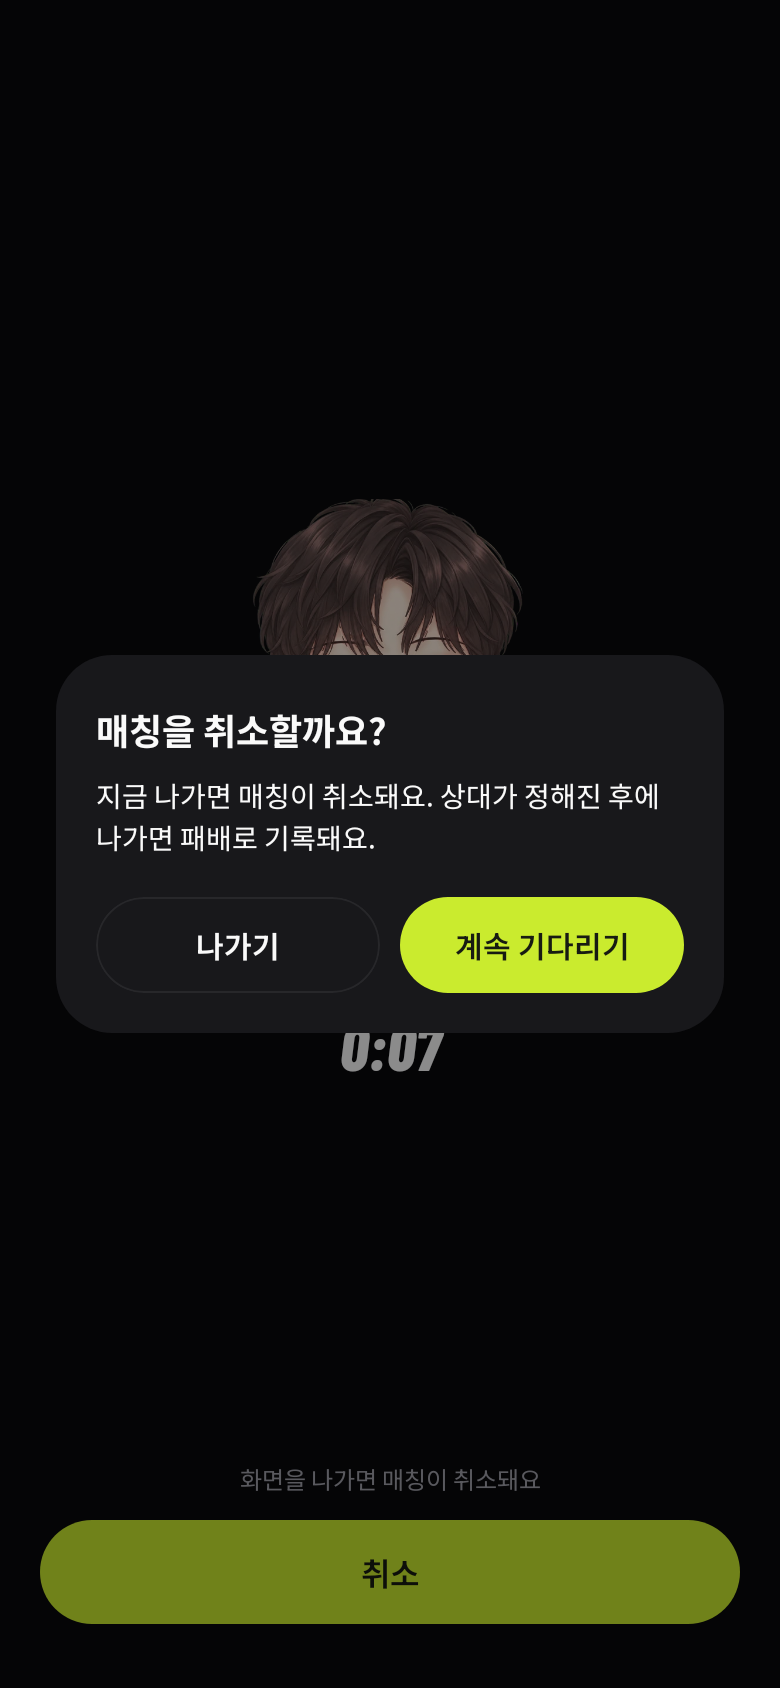 매칭을 취소할까요?
지금 나가면 매칭이 취소돼요. 상대가 정해진 후에
나가면 패배로 기록돼요.
나가기
계속 기다리기
0:07
화면을 나가면 매칭이 취소돼요
취소